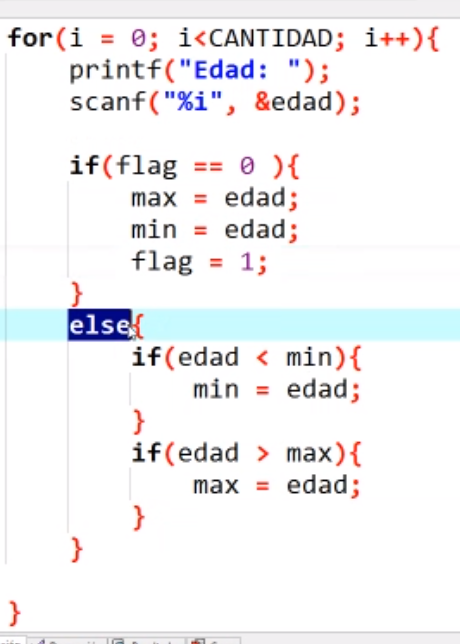 for(i = 0; i<CANTIDAD; i++){
    printf("Edad: ");
    scanf("%i", &edad);

    if(flag == 0 ){
        max = edad;
        min = edad;
        flag = 1;
    }
    else{
        if(edad < min){
            min = edad;
        }
        if(edad > max){
            max = edad;
        }
    }

}